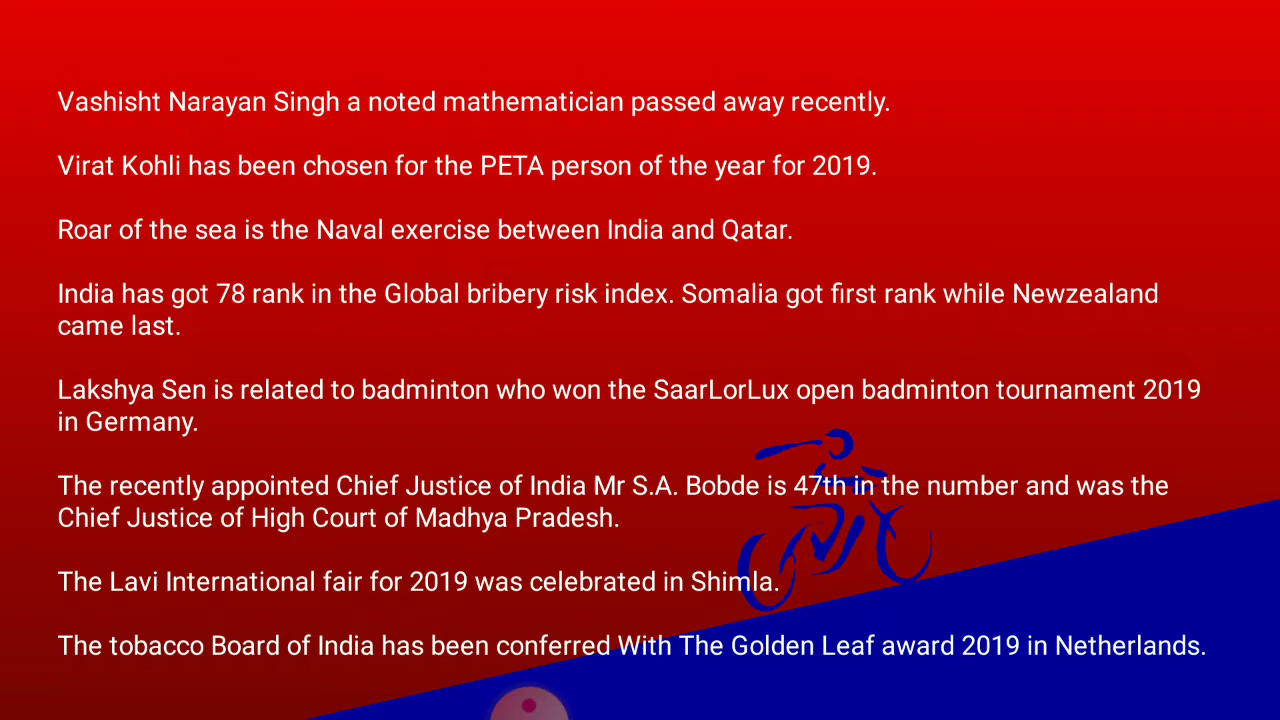 Vashisht Narayan Singh a noted mathematician passed away recently.
Virat Kohli has been chosen for the PETA person of the year for 2019.
Roar of the sea is the Naval exercise between India and Qatar.
India has got 78 rank in the Global bribery risk index. Somalia got first rank while Newzealand
came last.
Lakshya Sen is related to badminton who won the SaarLorLux open badminton tournament 2019
in Germany.
The recently appointed Chief Justice of India Mr S.A. Bobde is 47th in the number and was the
Chief Justice of High Court of Madhya Pradesh.
The Lavi International fair for 2019 was celebrated in Shimla.
The tobacco Board of India has been conferred With The Golden Leaf award 2019 in Netherlands.